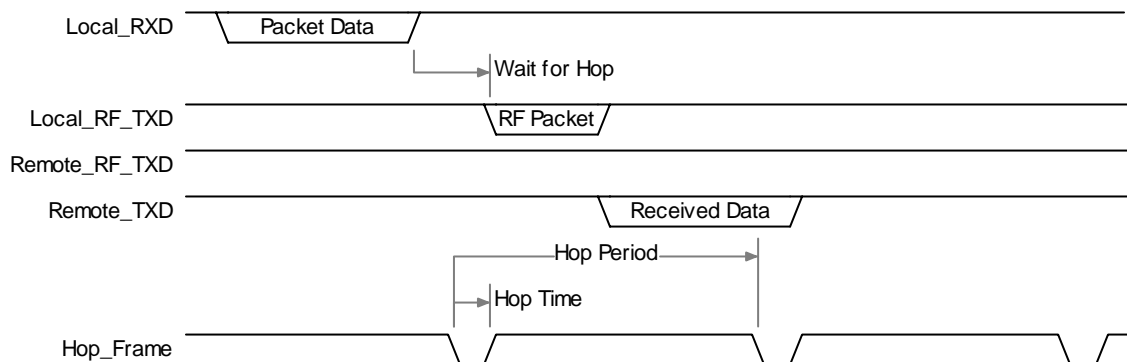 Local_RXD
Packet Data
Wait for Hop
Local_RF_TXD
RF Packet
Remote_RF_TXD
Remote_TXD
Received Data
Hop Period
Hop Time
Hop_Frame